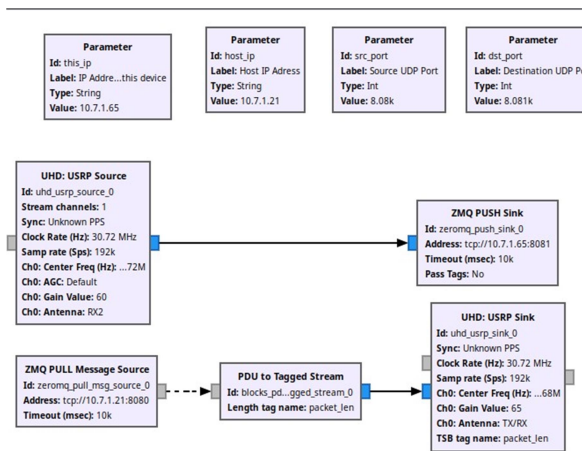 Parameter
Id: this_ip
Label: IP Addre...this device
Type: String
Value: 10.7.1.65
Parameter
Id: host_ip
Label: Host IP Adress
Type: String
Value: 10.7.1.21
Parameter
Id: src_port
Label: Source UDP Port
Type: Int
Value: 8.08k
Parameter
Id: dst_port
Label: Destination UDP Po
Type: Int
Value: 8.081k
UHD: USRP Source
Id: uhd_usrp_source_0
Stream channels: 1
Sync: Unknown PPS
Clock Rate (Hz): 30.72 MHz
Samp rate (Sps): 192k
Ch0: Center Freq (Hz): ...72M
Ch0: AGC: Default
Ch0: Gain Value: 60
Ch0: Antenna: RX2
ZMQ PUSH Sink
Id: zeromq_push_sink_0
Address: tcp://10.7.1.65:8081
Timeout (msec): 10k
Pass Tags: No
ZMQ PULL Message Source
Id: zeromq_pull_msg_source_0
Address: tcp://10.7.1.21:8080
Timeout (msec): 10k
PDU to Tagged Stream
Id: blocks_pd...gged_stream_0
Length tag name: packet_len
UHD: USRP Sink
Id: uhd_usrp_sink_0
Sync: Unknown PPS
Clock Rate (Hz): 30.72 MHz
Samp rate (Sps): 192k
Ch0: Center Freq (Hz): ...68M
Ch0: Gain Value: 65
Ch0: Antenna: TX/RX
TSB tag name: packet_len